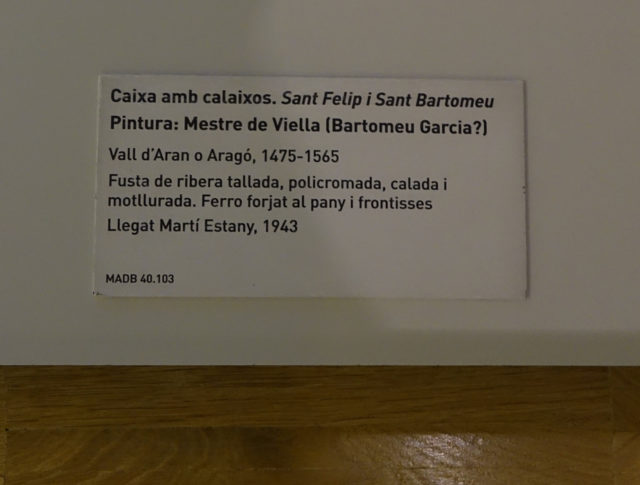 Caixa amb calaixos. Sant Felip i Sant Bartomeu
Pintura: Mestre de Viella (Bartomeu Garcia?)
Vall d'Aran o Aragó, 1475-1565
Fusta de ribera tallada, policromada, calada i
motllurada. Ferro forjat al pany i frontisses
Llegat Martí Estany, 1943
MADB 40.103